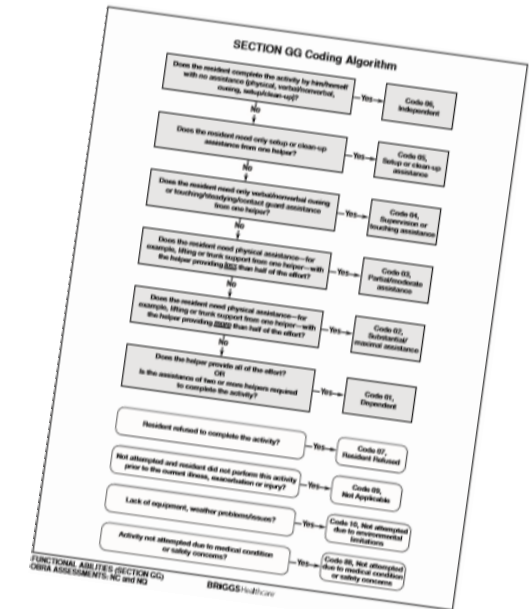 SECTION GG Coding Algorithm
Does the resident complete the activity by him/herself
with no assistance (physical, verbal/nonverbal,
cueing, setup/clean-up)?
Yes
Code 06,
Independent
No
Does the resident need only setup or clean-up
assistance from one helper?
Yes
Code 05,
Setup or clean-up
assistance
No
Does the resident need only verbal/nonverbal cueing
or touching/steadying/contact guard assistance
from one helper?
Yes
Code 04,
Supervision or
touching assistance
No
Does the resident need physical assistance—for
example, lifting or trunk support from one helper—with
the helper providing less than half of the effort?
Yes
Code 03,
Partial/moderate
assistance
No
Does the resident need physical assistance—for
example, lifting or trunk support from one helper—with
the helper providing more than half of the effort?
Yes
Code 02,
Substantial/
maximal assistance
No
Does the helper provide all of the effort?
OR
Is the assistance of two or more helpers required
to complete the activity?
Yes
Code 01,
Dependent
Resident refused to complete the activity?
Yes
Code 07,
Resident Refused
Not attempted and resident did not perform this activity
prior to the current illness, exacerbation or injury?
Yes
Code 09,
Not Applicable
Lack of equipment, weather problems/issues?
Yes
Code 10, Not attempted
due to environmental
limitations
Activity not attempted due to medical condition
or safety concerns?
Yes
Code 88, Not attempted
due to medical condition
or safety concerns
FUNCTIONAL ABILITIES (SECTION GG)
OBRA ASSESSMENTS: NC and NQ
BRIGGS Healthcare